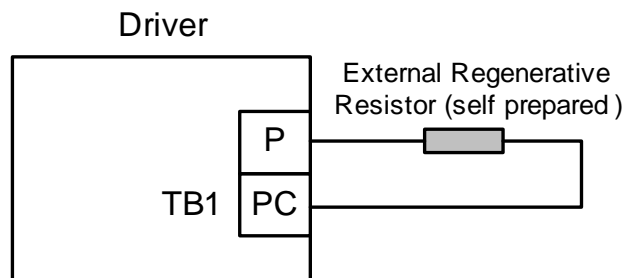 Driver
External Regenerative
Resistor (self prepared)
P
TB1 PC